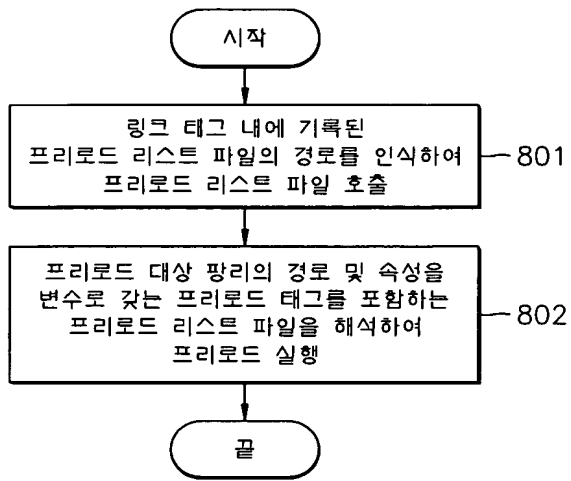 시작
링크 태그 내에 기록된
프리로드 리스트 파일의 경로를 인식하여
프리로드 리스트 파일 호출
801
프리로드 대상 팡리의 경로 및 속성을
변수로 갖는 프리로드 태그를 포함하는
프리로드 리스트 파일을 해석하여
프리로드 실행
802
끝